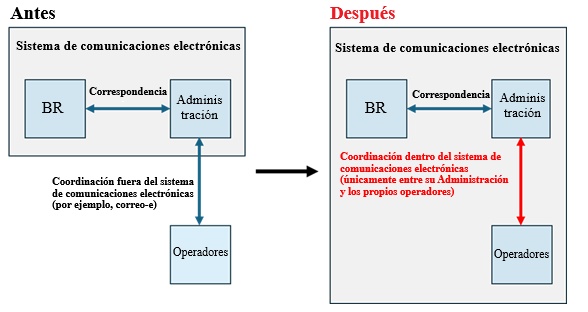 Antes
Sistema de comunicaciones electrónicas
BR
Correspondencia
Adminis
tración
Coordinación fuera del sistema
de comunicaciones electrónicas
(por ejemplo, correo-e)
Operadores
Después
Sistema de comunicaciones electrónicas
BR
Correspondencia
Adminis
tración
Coordinación dentro del sistema de
comunicaciones electrónicas
(únicamente entre su Administración
y los propios operadores)
Operadores